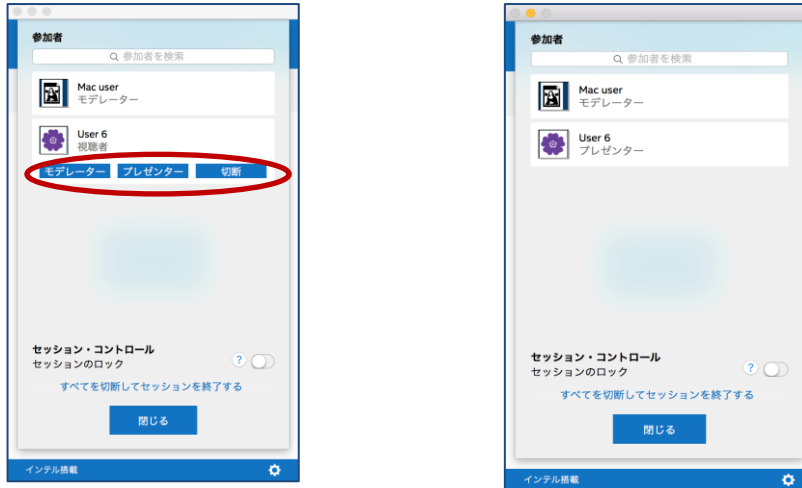 参加者
参加者を検索
Mac user
モデレーター
User 6
視聴者
モデレーター プレゼンター 切断
セッション・コントロール
セッションのロック ?
すべてを切断してセッションを終了する
閉じる
インテル搭載
参加者
参加者を検索
Mac user
モデレーター
User 6
プレゼンター
セッション・コントロール
セッションのロック ?
すべてを切断してセッションを終了する
閉じる
インテル搭載